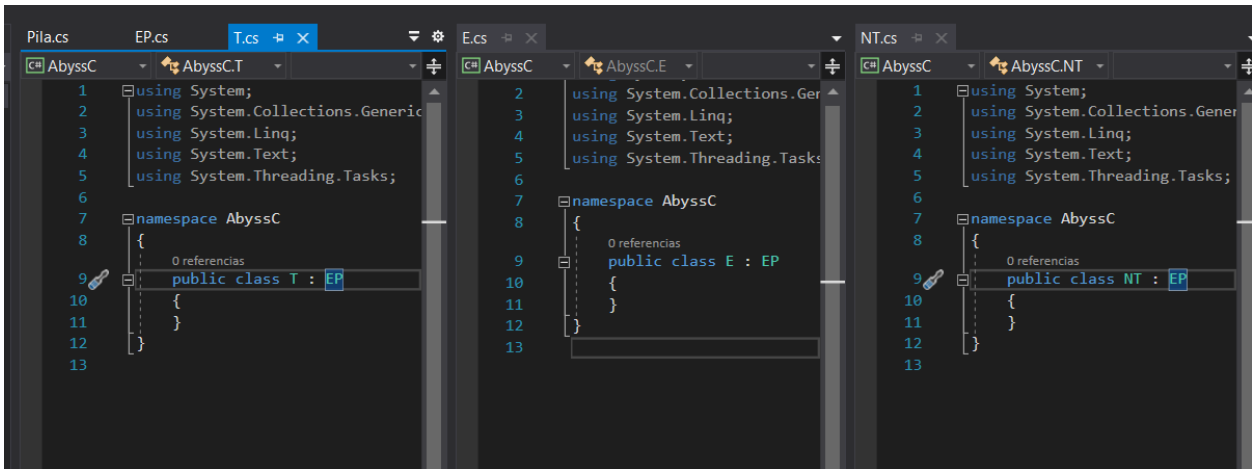 Pila.cs EP.cs T.cs
C# AbyssC AbyssC.T
1 using System;
2 using System.Collections.Generic
3 using System.Linq;
4 using System.Text;
5 using System.Threading.Tasks;
6
7 namespace AbyssC
8 {
0 referencias
9 public class T : EP
10 {
11 }
12 }
13
E.cs
C# AbyssC AbyssC.E
2 using System.Collections.Ger
3 using System.Linq;
4 using System.Text;
5 using System.Threading.Tasks
6
7 namespace AbyssC
8 {
0 referencias
9 public class E : EP
10 {
11 }
12 }
13
NT.cs
C# AbyssC AbyssC.NT
1 using System;
2 using System.Collections.Gener
3 using System.Linq;
4 using System.Text;
5 using System.Threading.Tasks;
6
7 namespace AbyssC
8 {
0 referencias
9 public class NT : EP
10 {
11 }
12 }
13